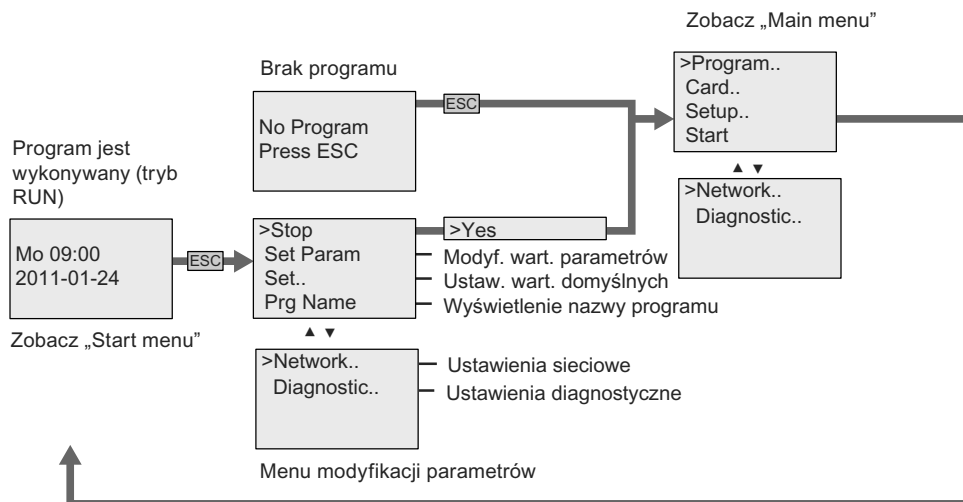 Zobacz „Main menu”
Brak programu
>Program..
Card..
Setup..
Start
ESC
No Program
Press ESC
Program jest
wykonywany (tryb
RUN)
>Network..
Diagnostic..
Mo 09:00
2011-01-24
ESC
>Stop
Set Param
Set..
Prg Name
>Yes
Modyf. wart. parametrów
Ustaw. wart. domyślnych
Wyświetlenie nazwy programu
Zobacz „Start menu”
>Network..
Diagnostic..
Ustawienia sieciowe
Ustawienia diagnostyczne
Menu modyfikacji parametrów